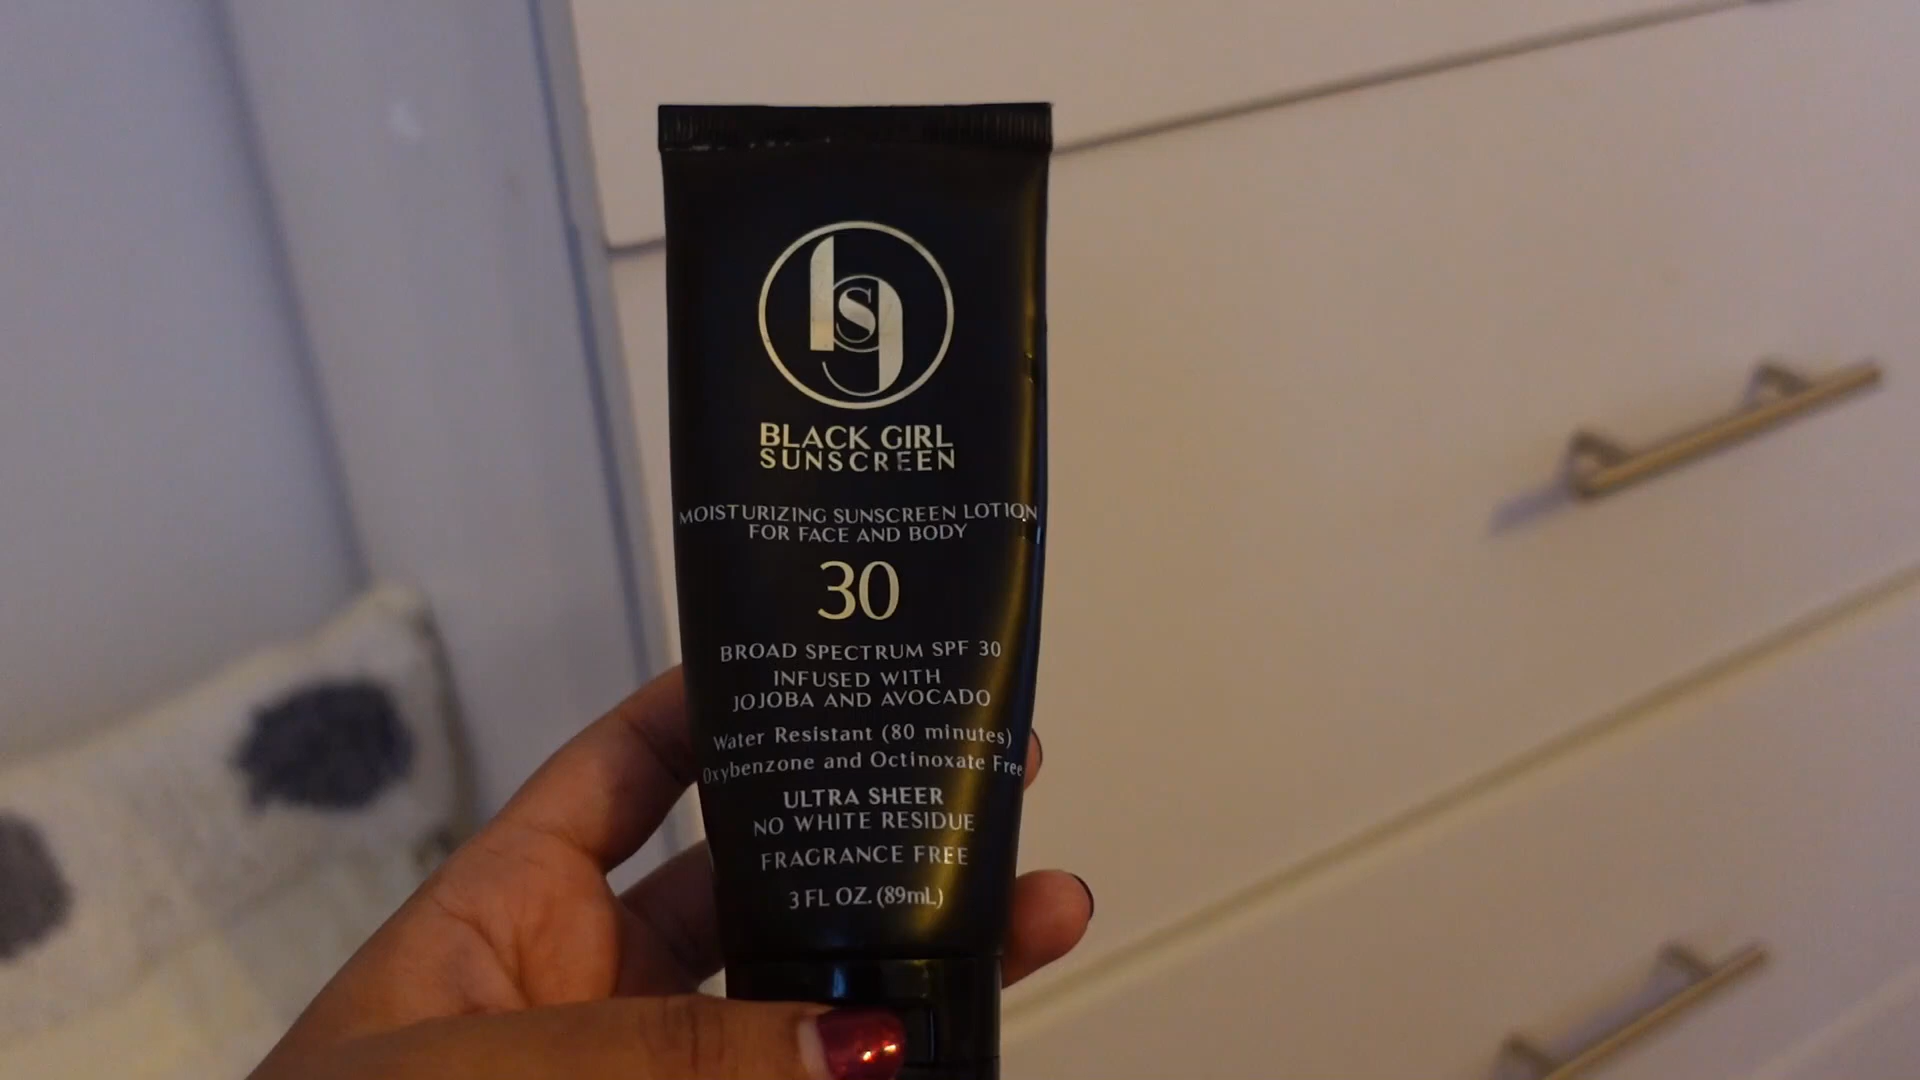 bsg
BLACK GIRL
SUNSCREEN
MOISTURIZING SUNSCREEN LOTION
FOR FACE AND BODY
30
BROAD SPECTRUM SPF 30
INFUSED WITH
JOJOBA AND AVOCADO
Water Resistant (80 minutes)
Oxybenzone and Octinoxate Free
ULTRA SHEER
NO WHITE RESIDUE
FRAGRANCE FREE
3 FL OZ. (89mL)